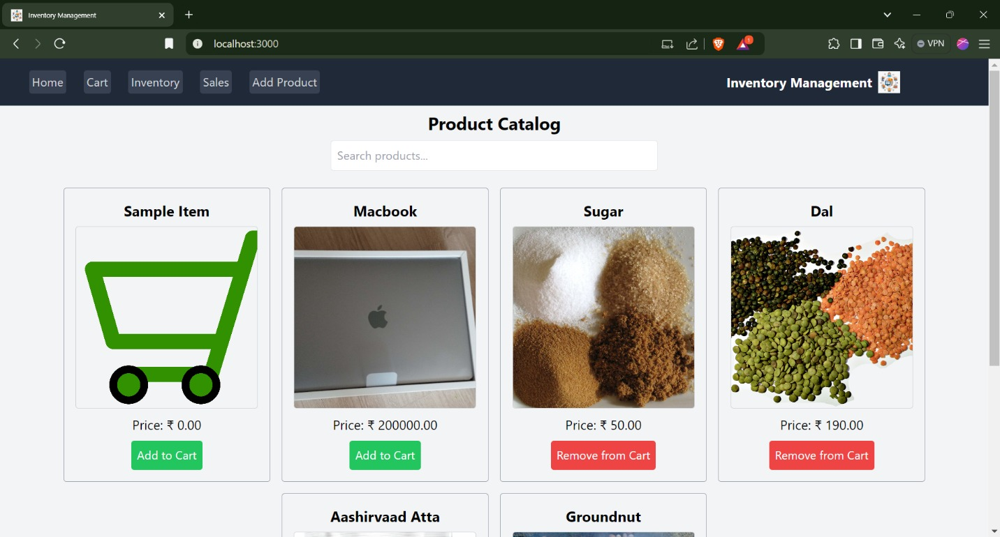 Inventory Management
localhost:3000
1
VPN
Home Cart Inventory Sales Add Product
Inventory Management
Product Catalog
Search products...
Sample Item
Price: ₹ 0.00
Add to Cart
Macbook
Price: ₹ 200000.00
Add to Cart
Sugar
Price: ₹ 50.00
Remove from Cart
Dal
Price: ₹ 190.00
Remove from Cart
Aashirvaad Atta
Groundnut